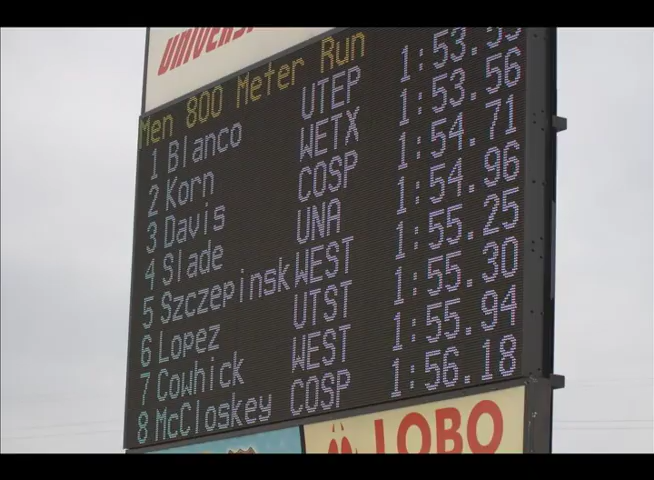 Men 800 Meter Run
1 Blanco UTEP
2 Korn WETX 1:53.56
3 Davis COSP 1:54.71
4 Slade UNA 1:54.96
5 Szczepinsk WEST 1:55.25
6 Lopez UTST 1:55.30
7 Cowhick WEST 1:55.94
8 McCloskey COSP 1:56.18
LOBO